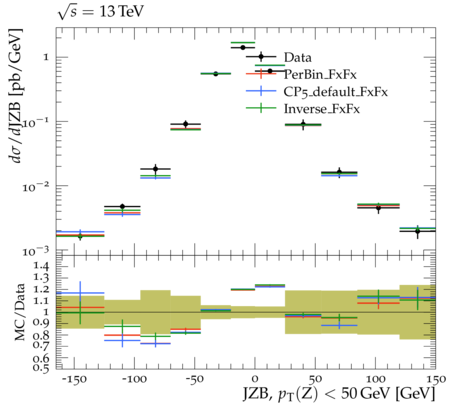 √s = 13 TeV
dσ/dJZB [pb/GeV]
1
10⁻¹
10⁻²
10⁻³
Data
PerBin_FxFx
CP5_default_FxFx
Inverse_FxFx
MC/Data
1.4
1.3
1.2
1.1
1
0.9
0.8
0.7
0.6
0.5
-150 -100 -50 0 50 100 150
JZB, p_T(Z) < 50 GeV [GeV]